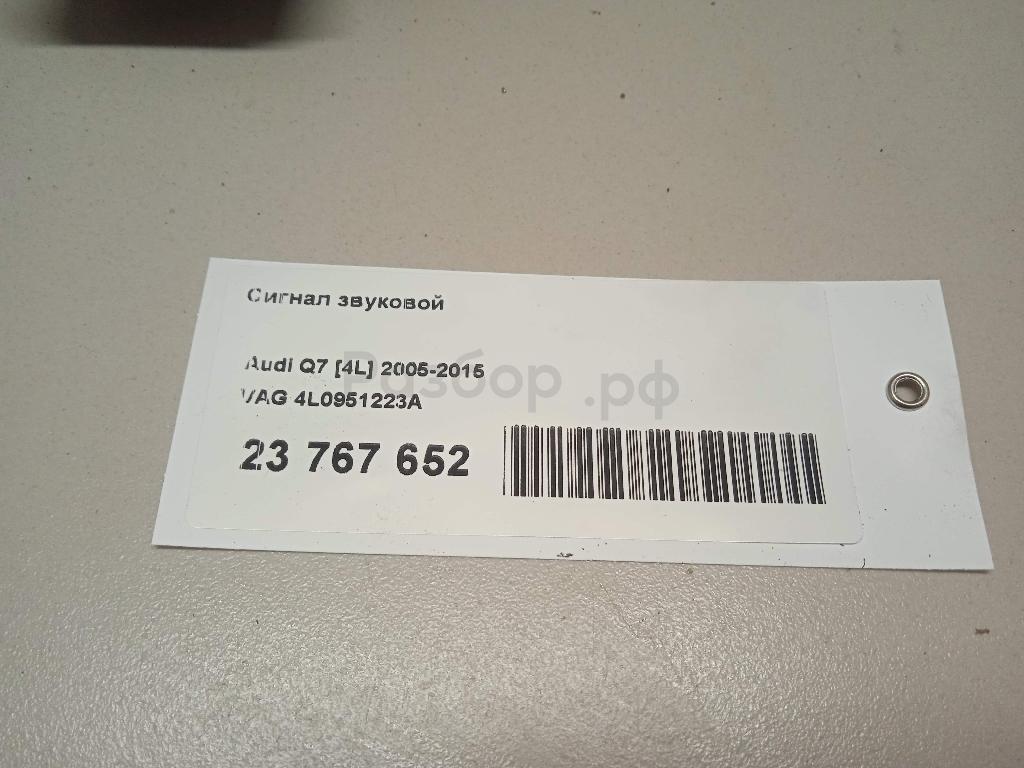 Сигнал звуковой
Audi Q7 [4L] 2005-2015
Разбор.рф
VAG 4L0951223A
23 767 652